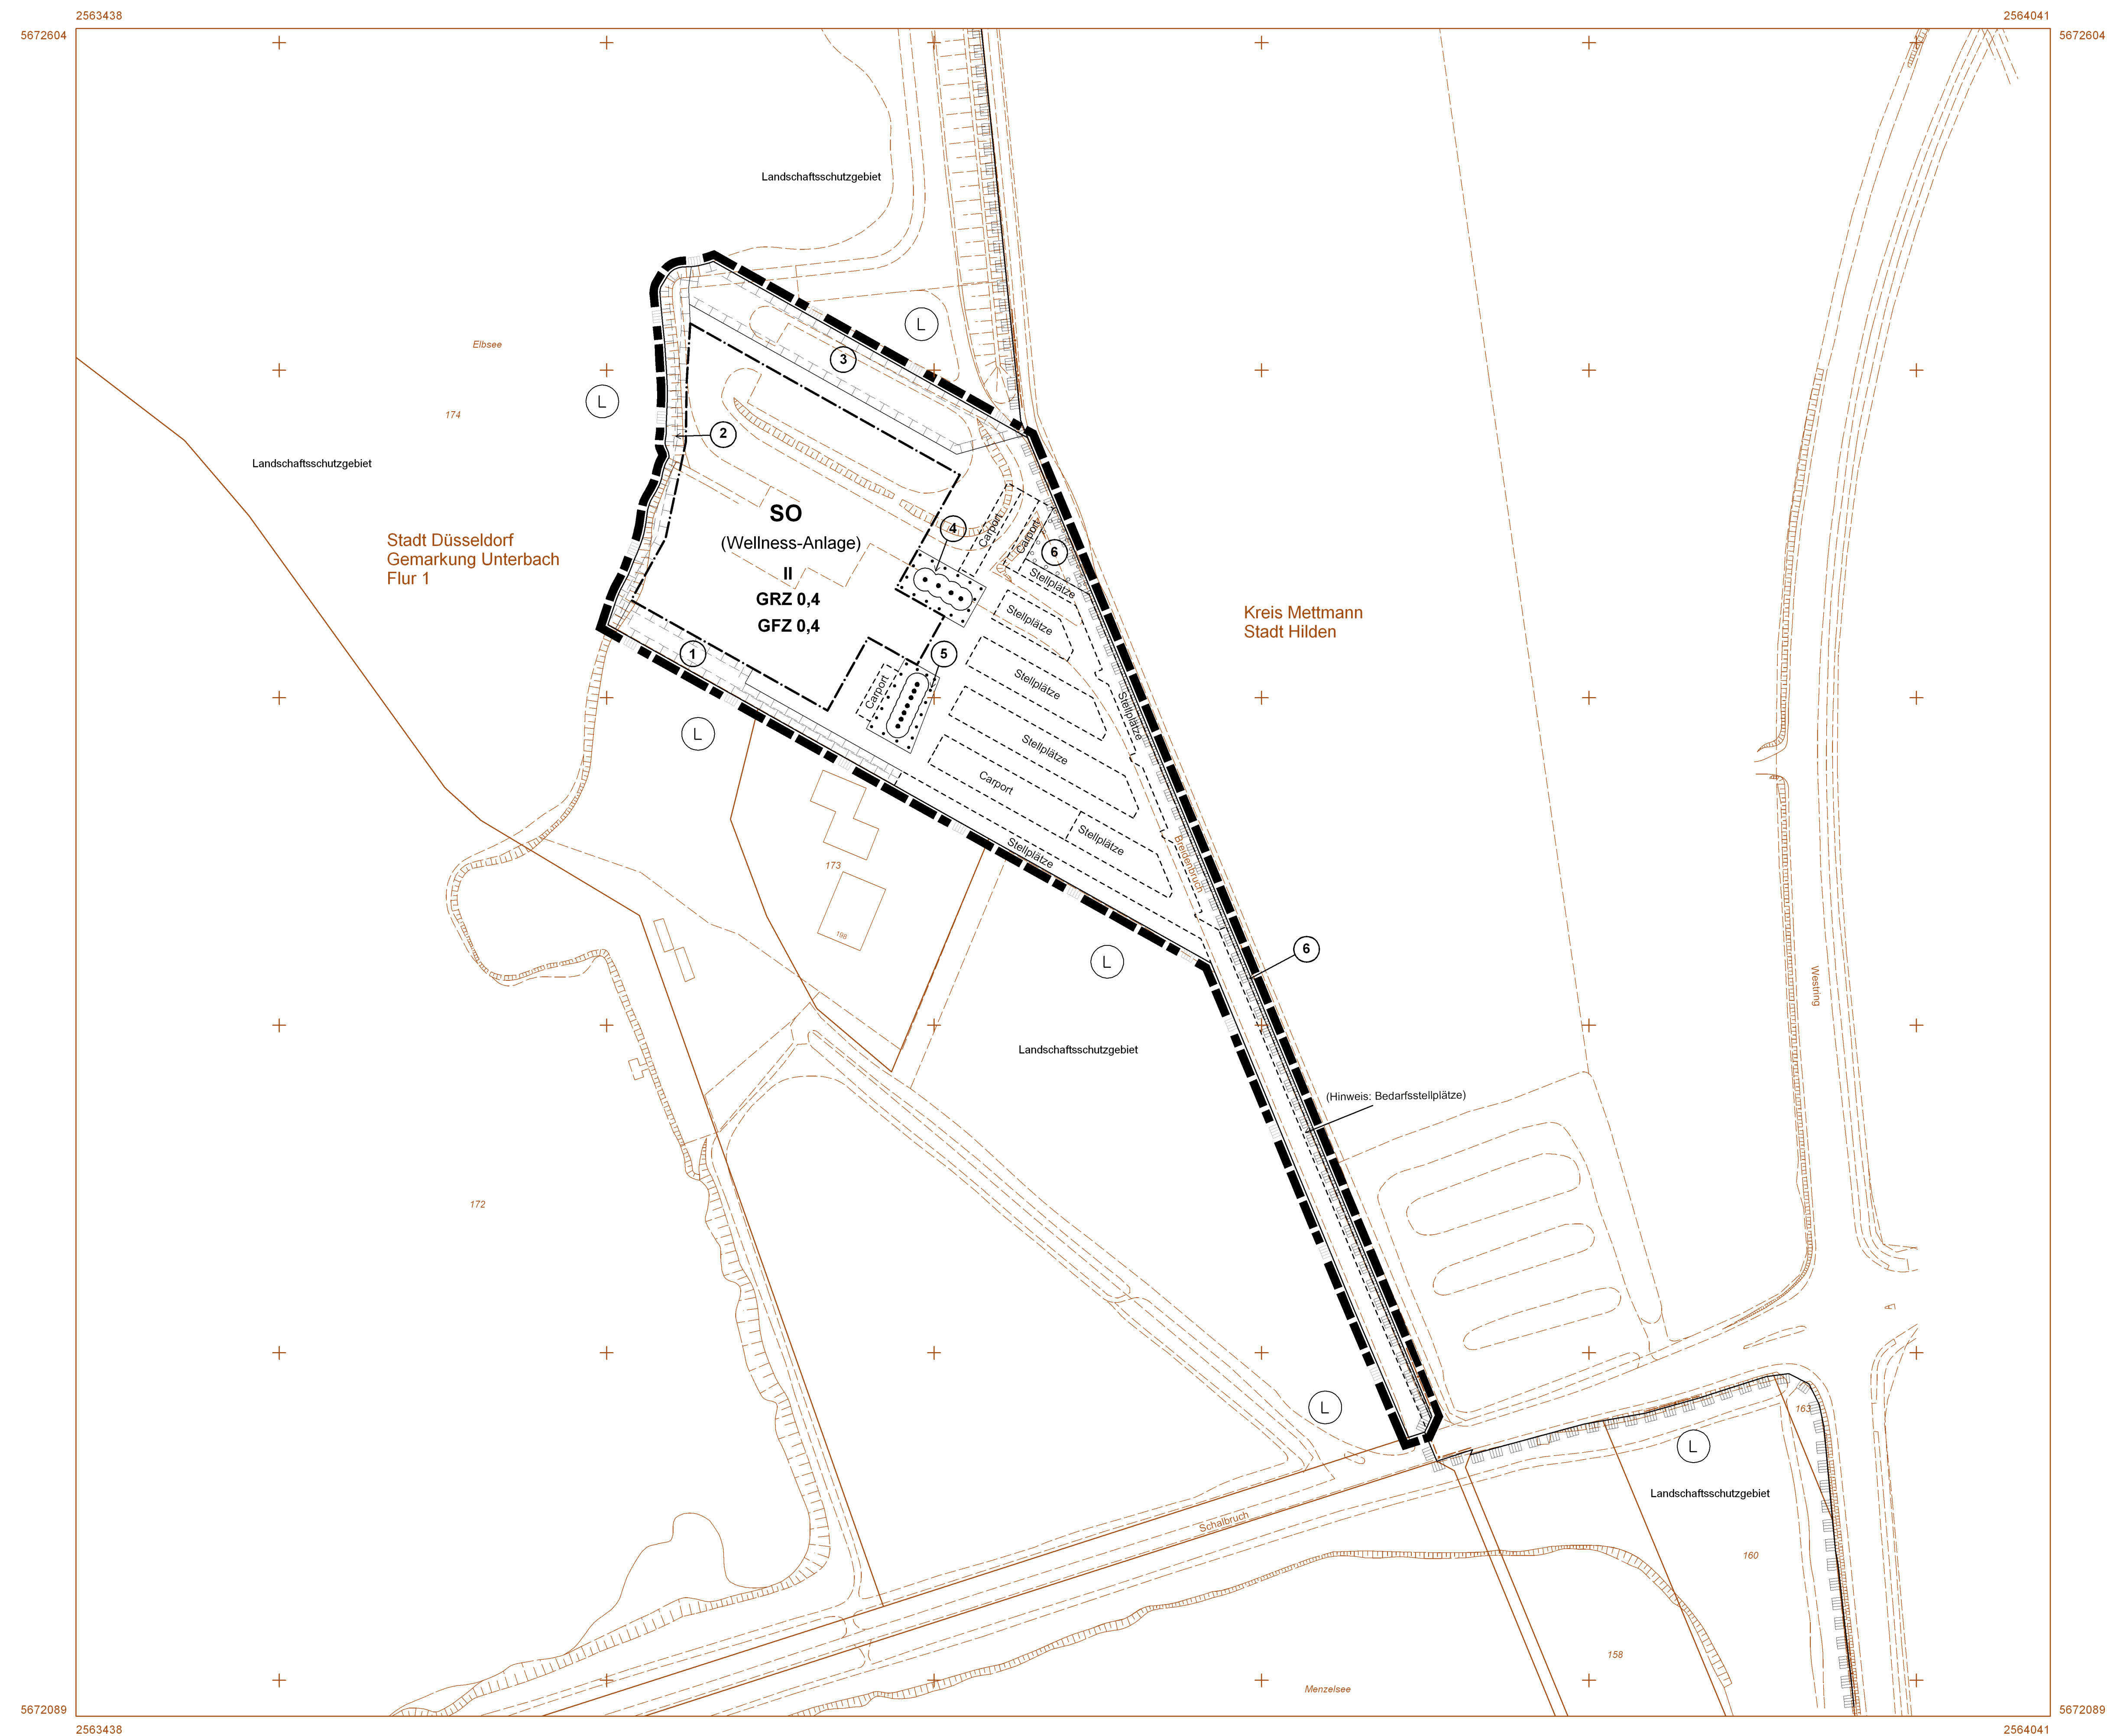 2563438
2564041
5672604
5672604
Landschaftsschutzgebiet
L
3
Elbsee
L
174
2
Landschaftsschutzgebiet
SO
(Wellness-Anlage)
II
GRZ 0,4
GFZ 0,4
4
Carport
Carport
6
Stellplätze
Stadt Düsseldorf
Gemarkung Unterbach
Flur 1
Kreis Mettmann
Stadt Hilden
Stellplätze
1
5
Carport
Stellplätze
Stellplätze
L
Stellplätze
Carport
Stellplätze
Stellplätze
Breidenbruch
173
198
6
L
Westring
Landschaftsschutzgebiet
(Hinweis: Bedarfsstellplätze)
172
L
163
L
Landschaftsschutzgebiet
Schalbruch
160
158
Menzelsee
5672089
5672089
2563438
2564041